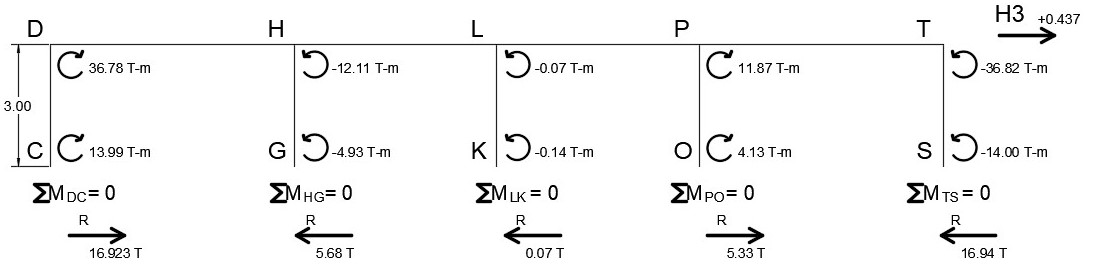 D H L P T H3 +0.437
36.78 T-m -12.11 T-m -0.07 T-m 11.87 T-m -36.82 T-m
3.00
C 13.99 T-m G -4.93 T-m K -0.14 T-m O 4.13 T-m S -14.00 T-m
ΣMDC= 0 ΣMHG= 0 ΣMLK= 0 ΣMPO= 0 ΣMTS= 0
R R R R R
16.923 T 5.68 T 0.07 T 5.33 T 16.94 T